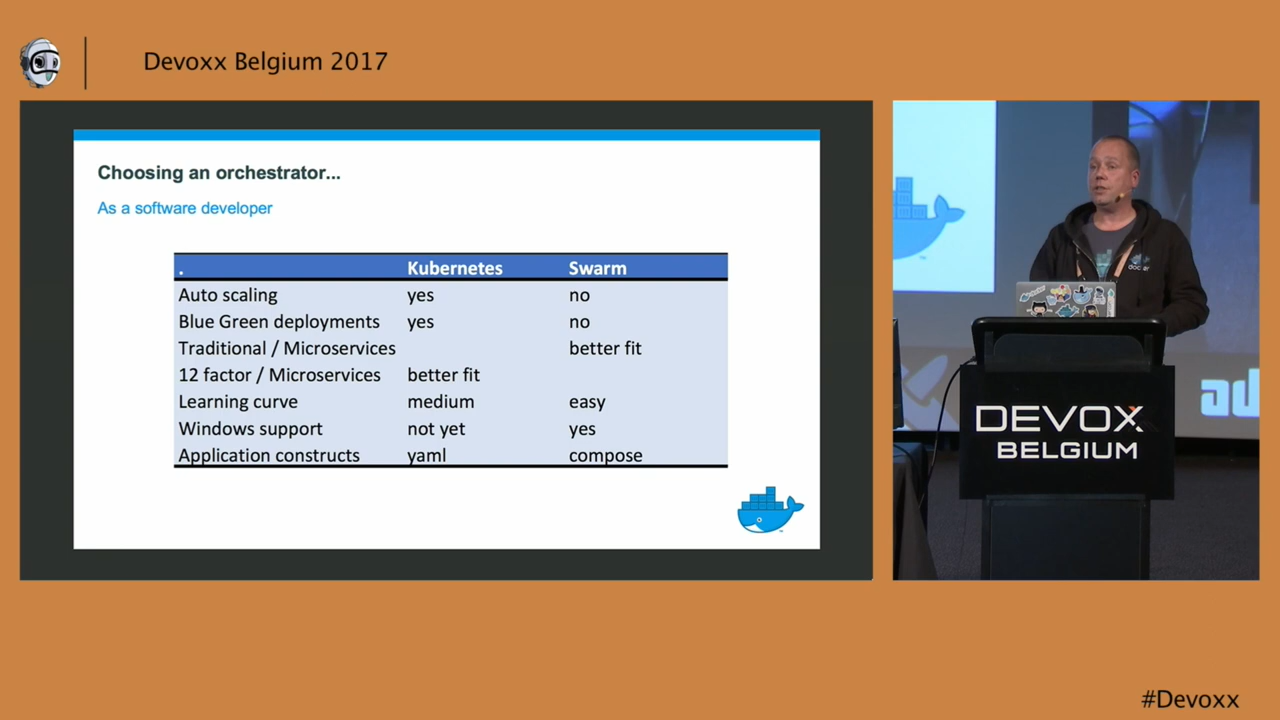 Devoxx Belgium 2017
Choosing an orchestrator...
As a software developer
. Kubernetes Swarm
Auto scaling yes no
Blue Green deployments yes no
Traditional / Microservices better fit
12 factor / Microservices better fit
Learning curve medium easy
Windows support not yet yes
Application constructs yaml compose
docker
ad
DEVOXX
BELGIUM
#Devoxx